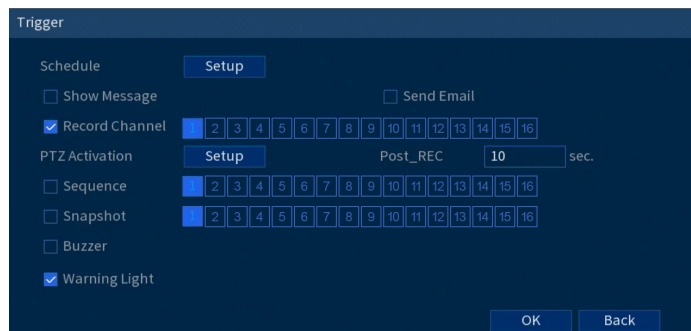 Trigger
Schedule Setup
Show Message Send Email
Record Channel 1 2 3 4 5 6 7 8 9 10 11 12 13 14 15 16
PTZ Activation Setup Post_REC 10 sec.
Sequence 1 2 3 4 5 6 7 8 9 10 11 12 13 14 15 16
Snapshot 1 2 3 4 5 6 7 8 9 10 11 12 13 14 15 16
Buzzer
Warning Light
OK Back